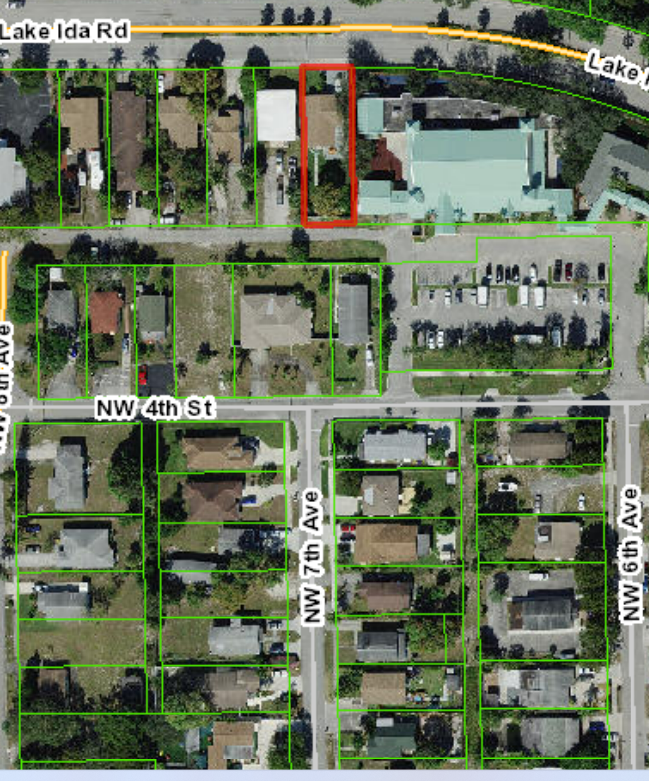 Lake Ida Rd
Lake I
NW 4th St
NW 7th Ave
NW 6th Ave